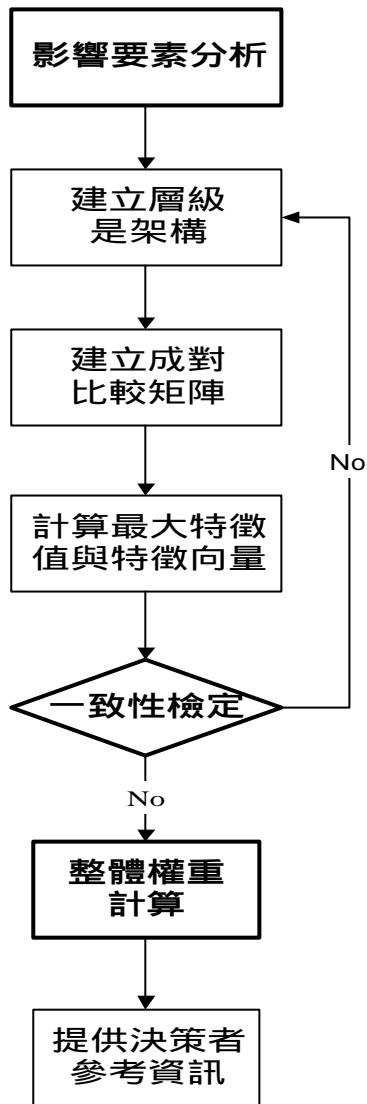 影響要素分析
建立層級
是架構
建立成對
比較矩陣
No
計算最大特徵
值與特徵向量
一致性檢定
No
整體權重
計算
提供決策者
參考資訊